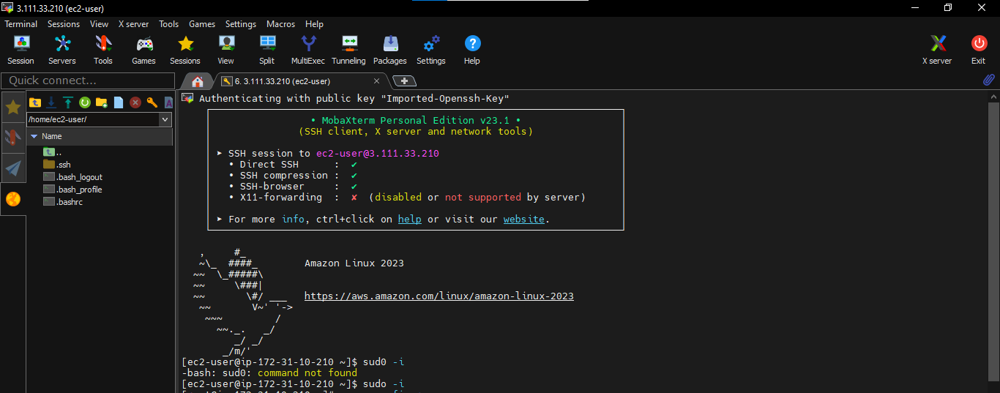 3.111.33.210 (ec2-user)
Terminal Sessions View X server Tools Games Settings Macros Help
Session Servers Tools Games Sessions View Split MultiExec Tunneling Packages Settings Help X server Exit
Quick connect...
6. 3.111.33.210 (ec2-user)
/home/ec2-user/
Name
..
.ssh
.bash_logout
.bash_profile
.bashrc
Authenticating with public key "Imported-Openssh-Key"
• MobaXterm Personal Edition v23.1 •
(SSH client, X server and network tools)
➤ SSH session to ec2-user@3.111.33.210
• Direct SSH : ✔
• SSH compression : ✔
• SSH-browser : ✔
• X11-forwarding : ✘ (disabled or not supported by server)
➤ For more info, ctrl+click on help or visit our website.
, #_
~\_ ####_ Amazon Linux 2023
~~ \_#####\
~~ \###|
~~ \#/ ___ https://aws.amazon.com/linux/amazon-linux-2023
~~ V~' '->
~~~ /
~~._. _/
_/ _/
_/m/'
[ec2-user@ip-172-31-10-210 ~]$ sud0 -i
-bash: sud0: command not found
[ec2-user@ip-172-31-10-210 ~]$ sudo -i